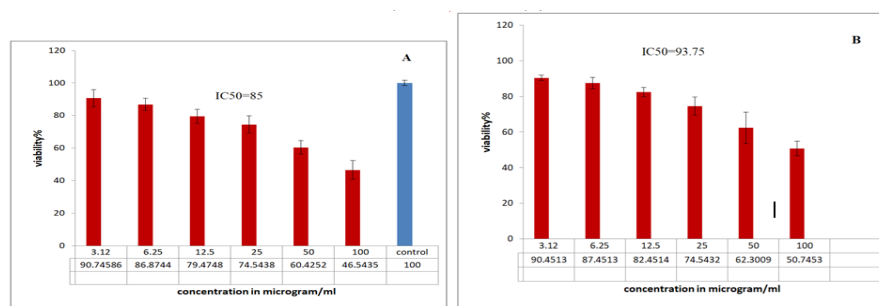 A
IC50=85
viability%
120
100
80
60
40
20
0
3.12 6.25 12.5 25 50 100 control
90.74586 86.8744 79.4748 74.5438 60.4252 46.5435 100
concentration in microgram/ml
B
IC50=93.75
viability%
120
100
80
60
40
20
0
3.12 6.25 12.5 25 50 100
90.4513 87.4513 82.4514 74.5432 62.3009 50.7453
concentration in microgram/ml